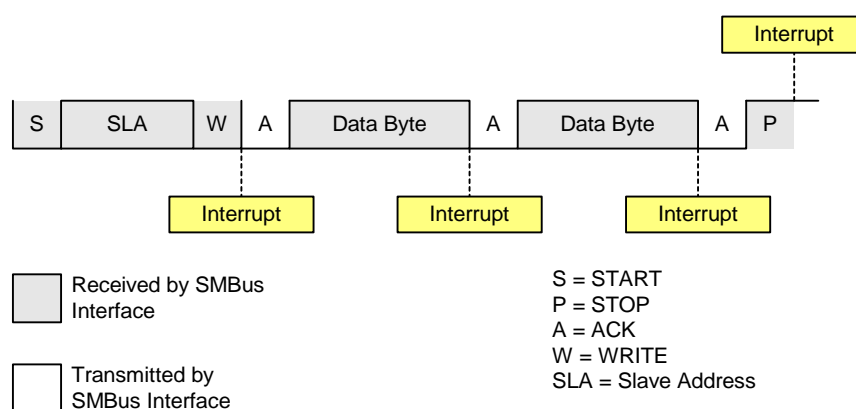 Interrupt
S SLA W A Data Byte A Data Byte A P
Interrupt Interrupt Interrupt
Received by SMBus
Interface
Transmitted by
SMBus Interface
S = START
P = STOP
A = ACK
W = WRITE
SLA = Slave Address